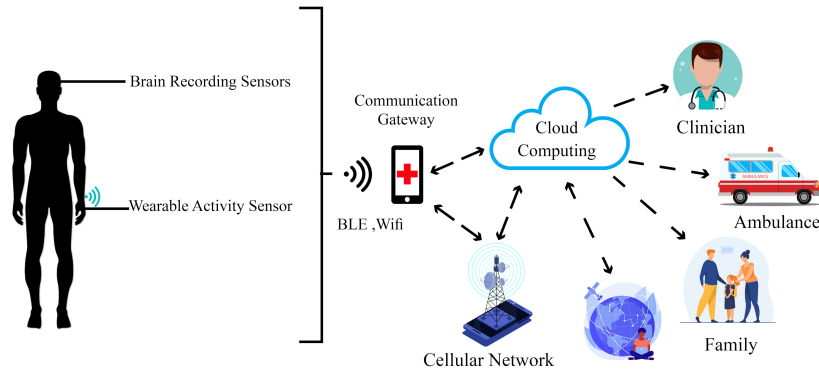 Brain Recording Sensors
Wearable Activity Sensor
Communication
Gateway
BLE ,Wifi
Cloud
Computing
Clinician
AMBULANCE
Ambulance
Family
Cellular Network